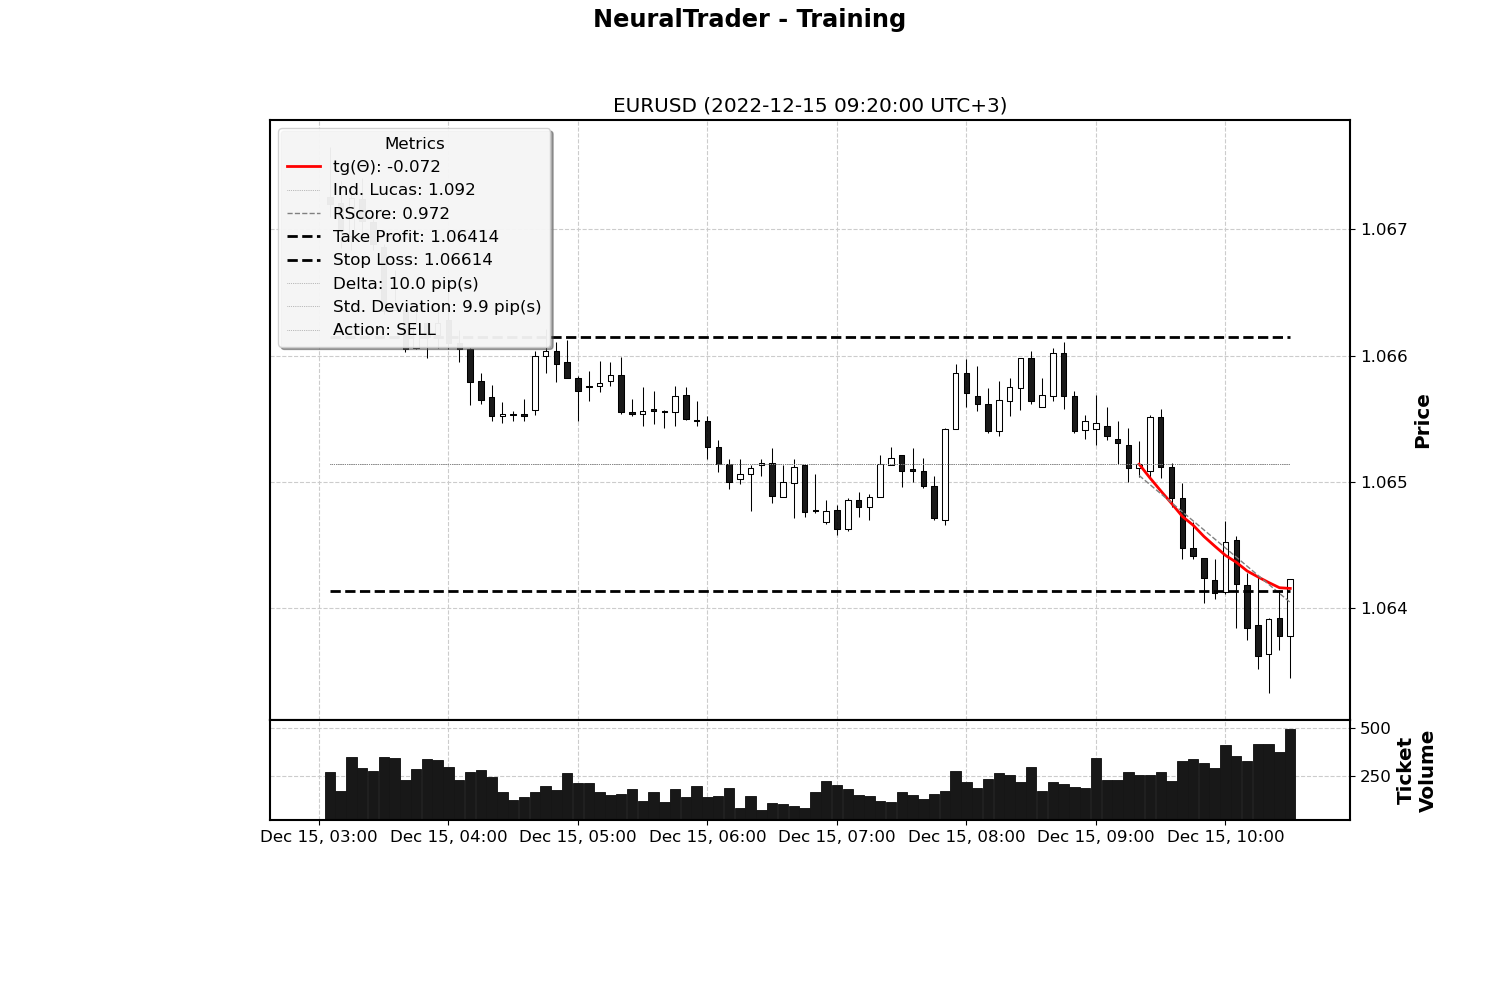 NeuralTrader - Training
EURUSD (2022-12-15 09:20:00 UTC+3)
Metrics
tg(Θ): -0.072
Ind. Lucas: 1.092
RScore: 0.972
Take Profit: 1.06414
Stop Loss: 1.06614
Delta: 10.0 pip(s)
Std. Deviation: 9.9 pip(s)
Action: SELL
1.067
1.066
1.065
1.064
Price
500
250
Ticket
Volume
Dec 15, 03:00 Dec 15, 04:00 Dec 15, 05:00 Dec 15, 06:00 Dec 15, 07:00 Dec 15, 08:00 Dec 15, 09:00 Dec 15, 10:00